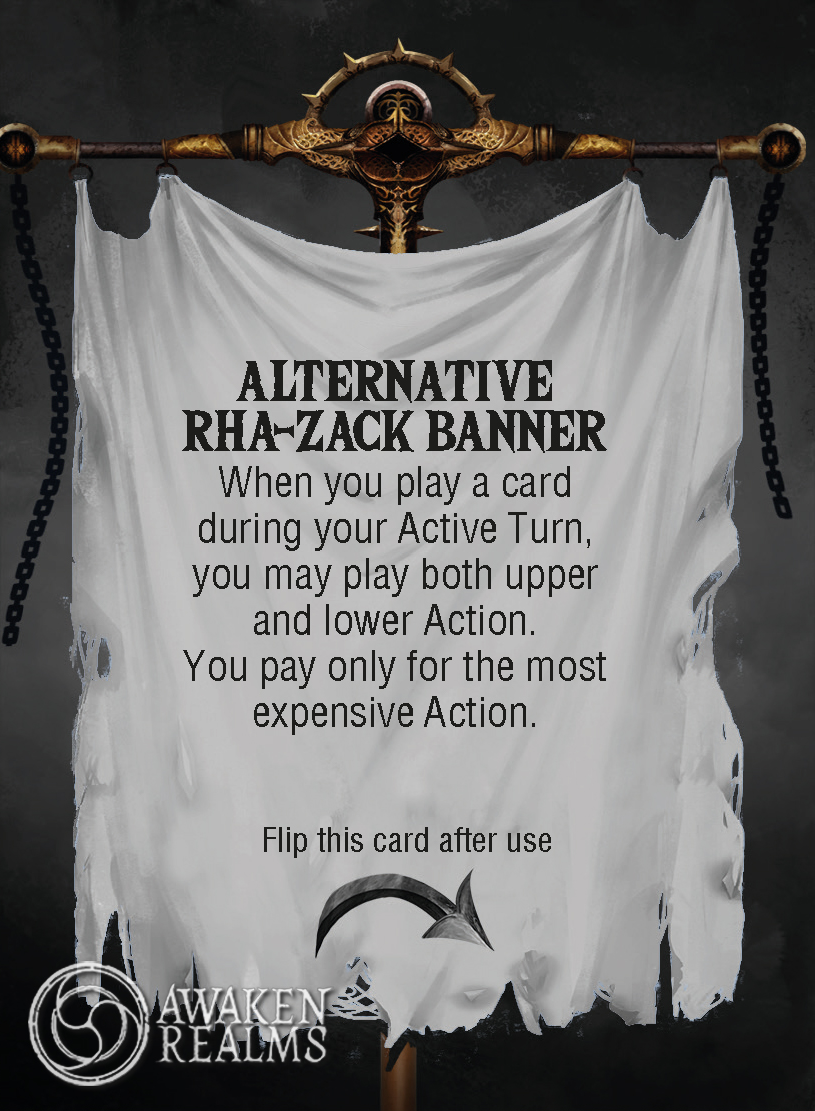 ALTERNATIVE
RHA-ZACK BANNER
When you play a card
during your Active Turn,
you may play both upper
and lower Action.
You pay only for the most
expensive Action.
Flip this card after use
AWAKEN
REALMS